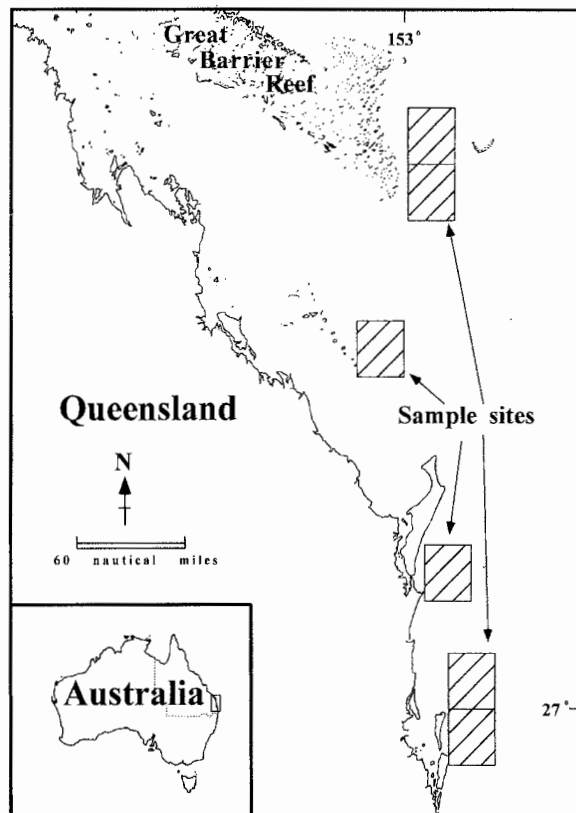 Great
Barrier
Reef
153°
Queensland
Sample sites
N
60 nautical miles
Australia
27°